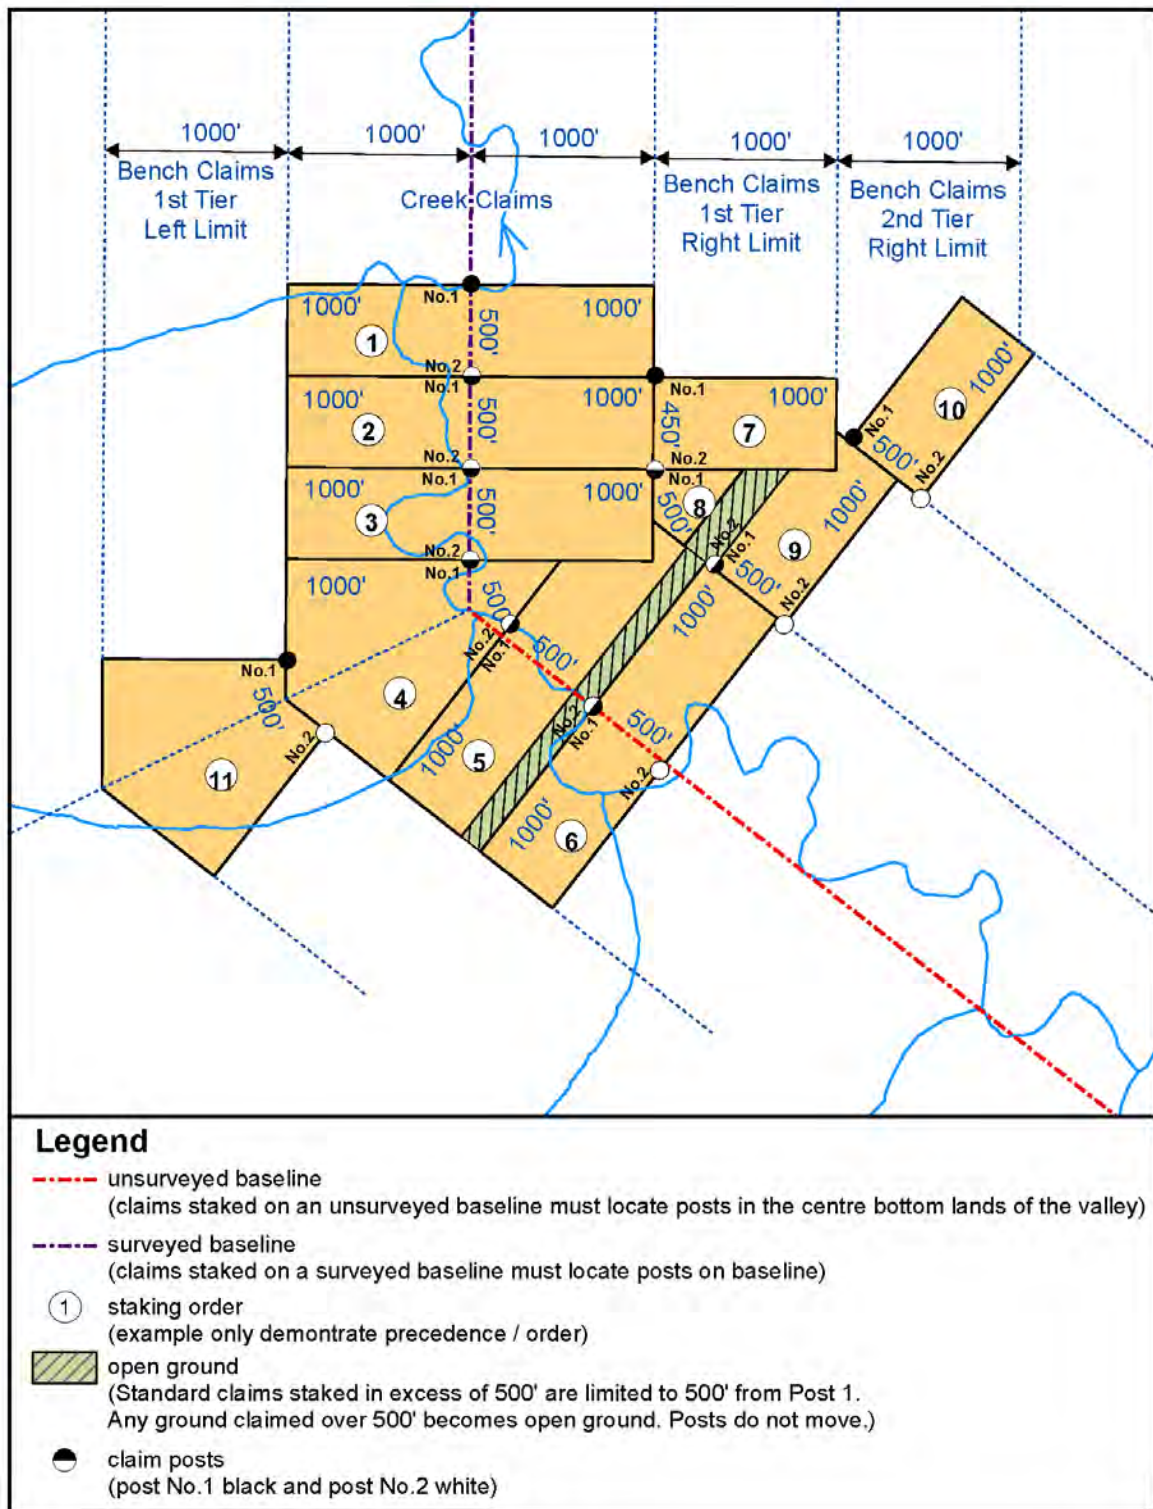 1000'
1000'
1000'
1000'
1000'
Bench Claims
1st Tier
Left Limit
Creek Claims
Bench Claims
1st Tier
Right Limit
Bench Claims
2nd Tier
Right Limit
1000'
No.1
500'
1000'
1
No.2
No.1
1000'
500'
1000'
2
No.2
No.1
No.1
1000'
450'
7
No.2
No.1
1000'
10
No.1
500'
No.2
1000'
500'
1000'
3
No.2
No.1
500'
8
No.2
No.1
1000'
9
500'
No.2
1000'
500'
No.2
No.1
500'
1000'
No.1
500'
No.2
11
4
1000'
5
No.2
No.1
500'
No.2
1000'
6
Legend
unsurveyed baseline
(claims staked on an unsurveyed baseline must locate posts in the centre bottom lands of the valley)
surveyed baseline
(claims staked on a surveyed baseline must locate posts on baseline)
1 staking order
(example only demontrate precedence / order)
open ground
(Standard claims staked in excess of 500' are limited to 500' from Post 1.
Any ground claimed over 500' becomes open ground. Posts do not move.)
claim posts
(post No.1 black and post No.2 white)